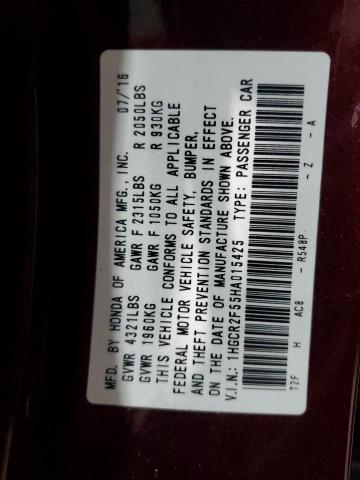 MFD. BY HONDA OF AMERICA MFG., INC. 07/'16
GVWR 4321LBS GAWR F 2315LBS R 2050LBS
GVWR 1960KG GAWR F 1050KG R 930KG
THIS VEHICLE CONFORMS TO ALL APPLICABLE
FEDERAL MOTOR VEHICLE SAFETY, BUMPER,
AND THEFT PREVENTION STANDARDS IN EFFECT
ON THE DATE OF MANUFACTURE SHOWN ABOVE.
V.I.N.: 1HGCR2F55HA015425 TYPE: PASSENGER CAR
T2F H AC8 - R548P - Z - A